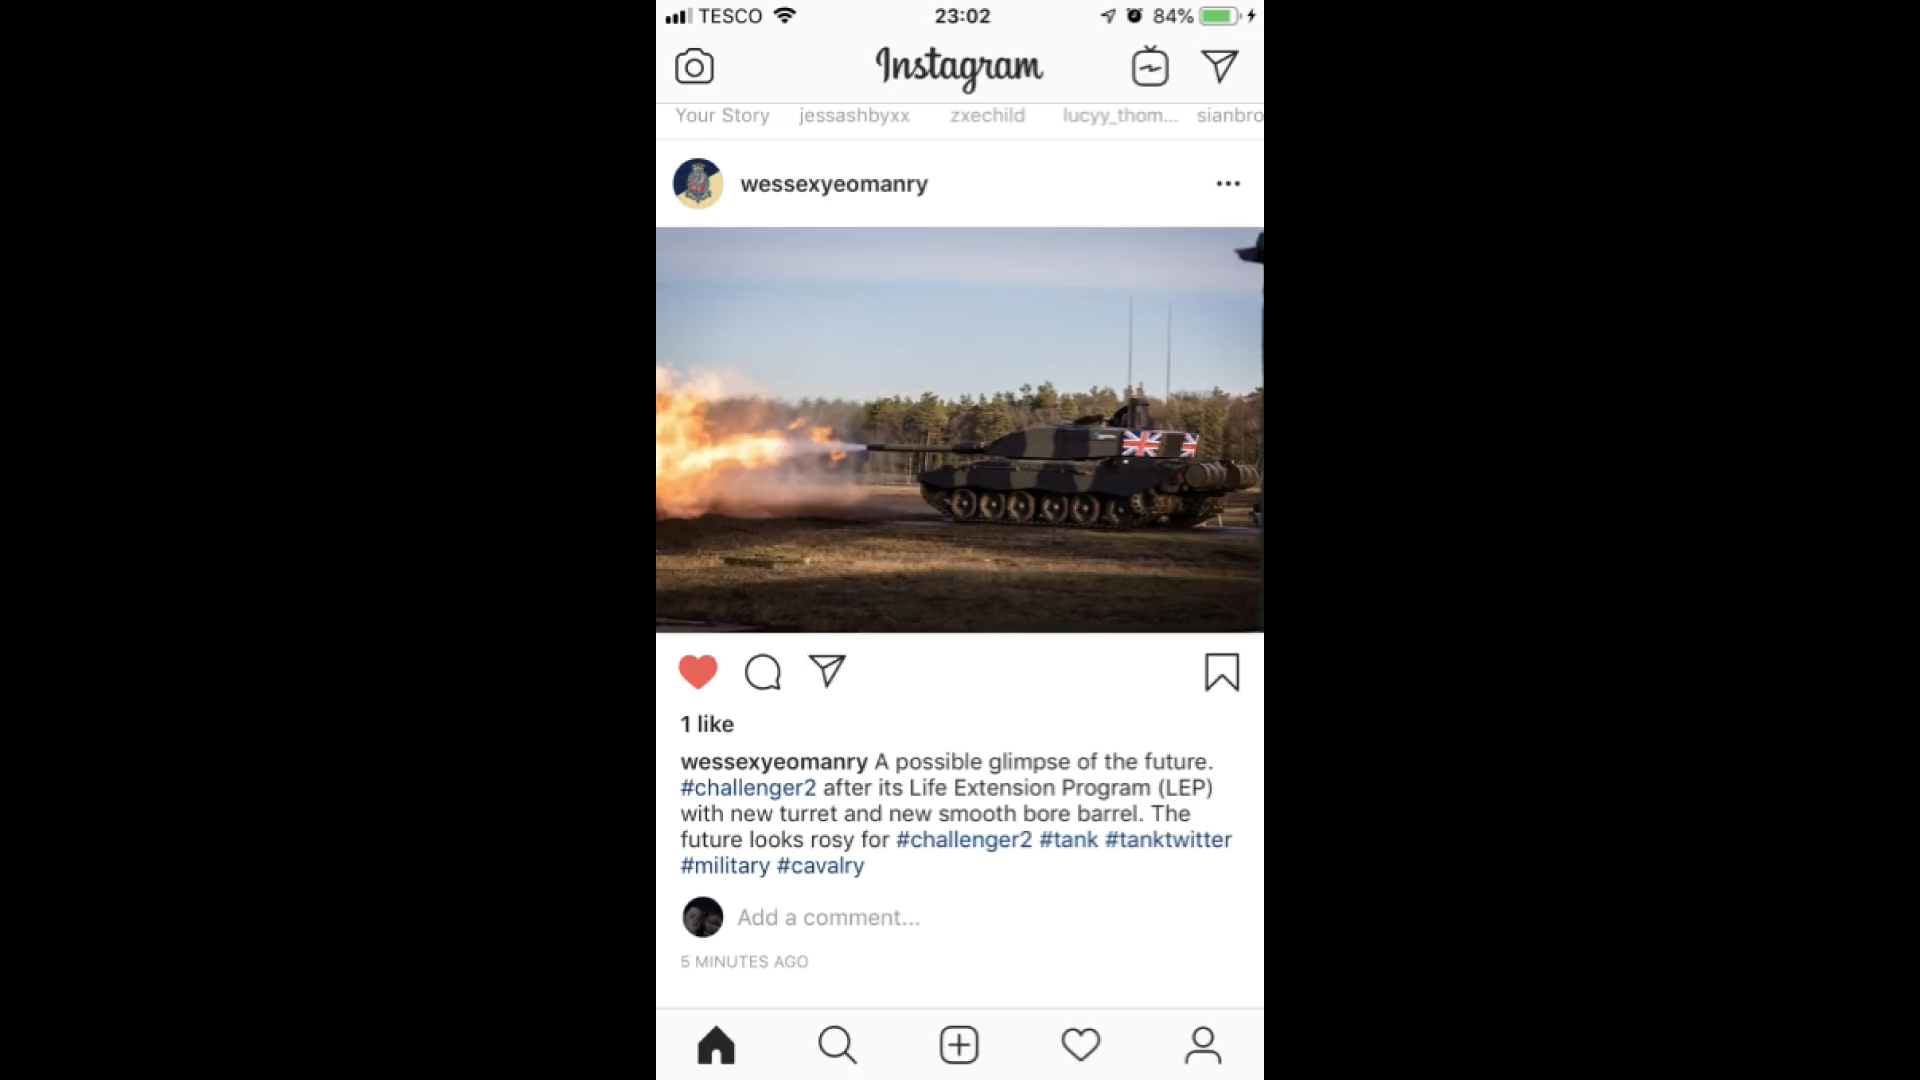 TESCO 23:02 84%
Instagram
Your Story jessashbyxx zxechild lucyy_thom... sianbro
wessexyeomanry
1 like
wessexyeomanry A possible glimpse of the future.
#challenger2 after its Life Extension Program (LEP)
with new turret and new smooth bore barrel. The
future looks rosy for #challenger2 #tank #tanktwitter
#military #cavalry
Add a comment...
5 MINUTES AGO